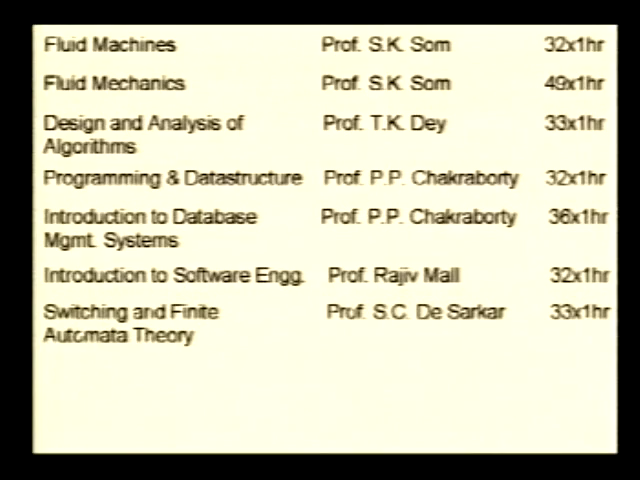 Fluid Machines Prof. S.K. Som 32x1hr
Fluid Mechanics Prof. S.K. Som 49x1hr
Design and Analysis of Prof. T.K. Dey 33x1hr
Algorithms
Programming & Datastructure Prof. P.P. Chakraborty 32x1hr
Introduction to Database Prof. P.P. Chakraborty 36x1hr
Mgmt. Systems
Introduction to Software Engg. Prof. Rajiv Mall 32x1hr
Switching and Finite Prof. S.C. De Sarkar 33x1hr
Automata Theory